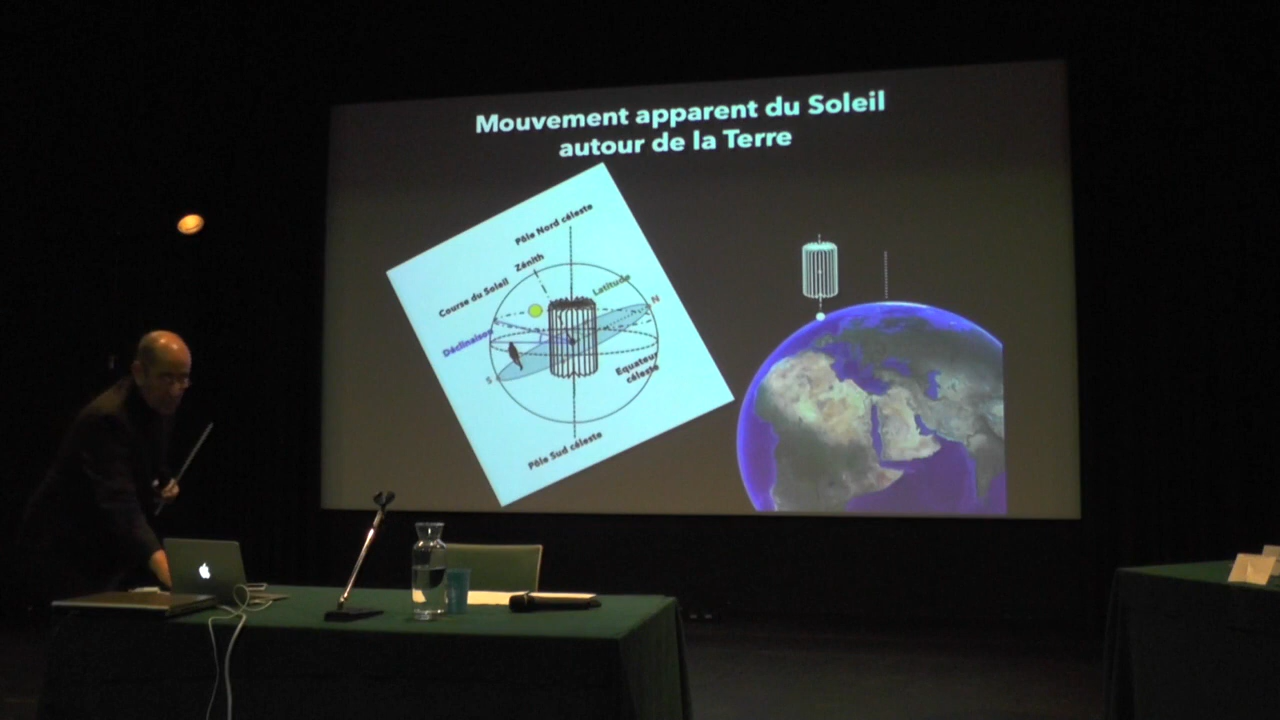 Mouvement apparent du Soleil
autour de la Terre
Pôle Nord céleste
Zénith
Course du Soleil
Latitude
N
Déclinaison
S
Equateur
céleste
Pôle Sud céleste